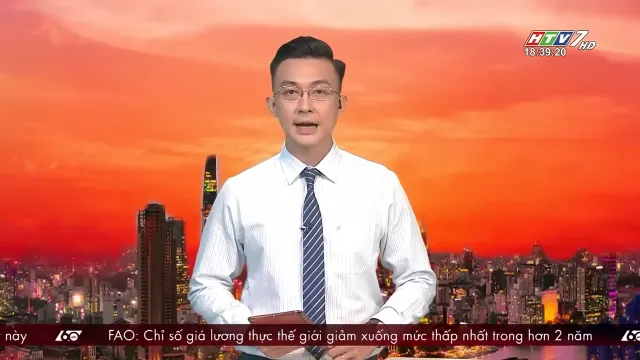 HTV7 HD
18:39:20
này 60 FAO: Chỉ số giá lương thực thế giới giảm xuống mức thấp nhất trong hơn 2 năm